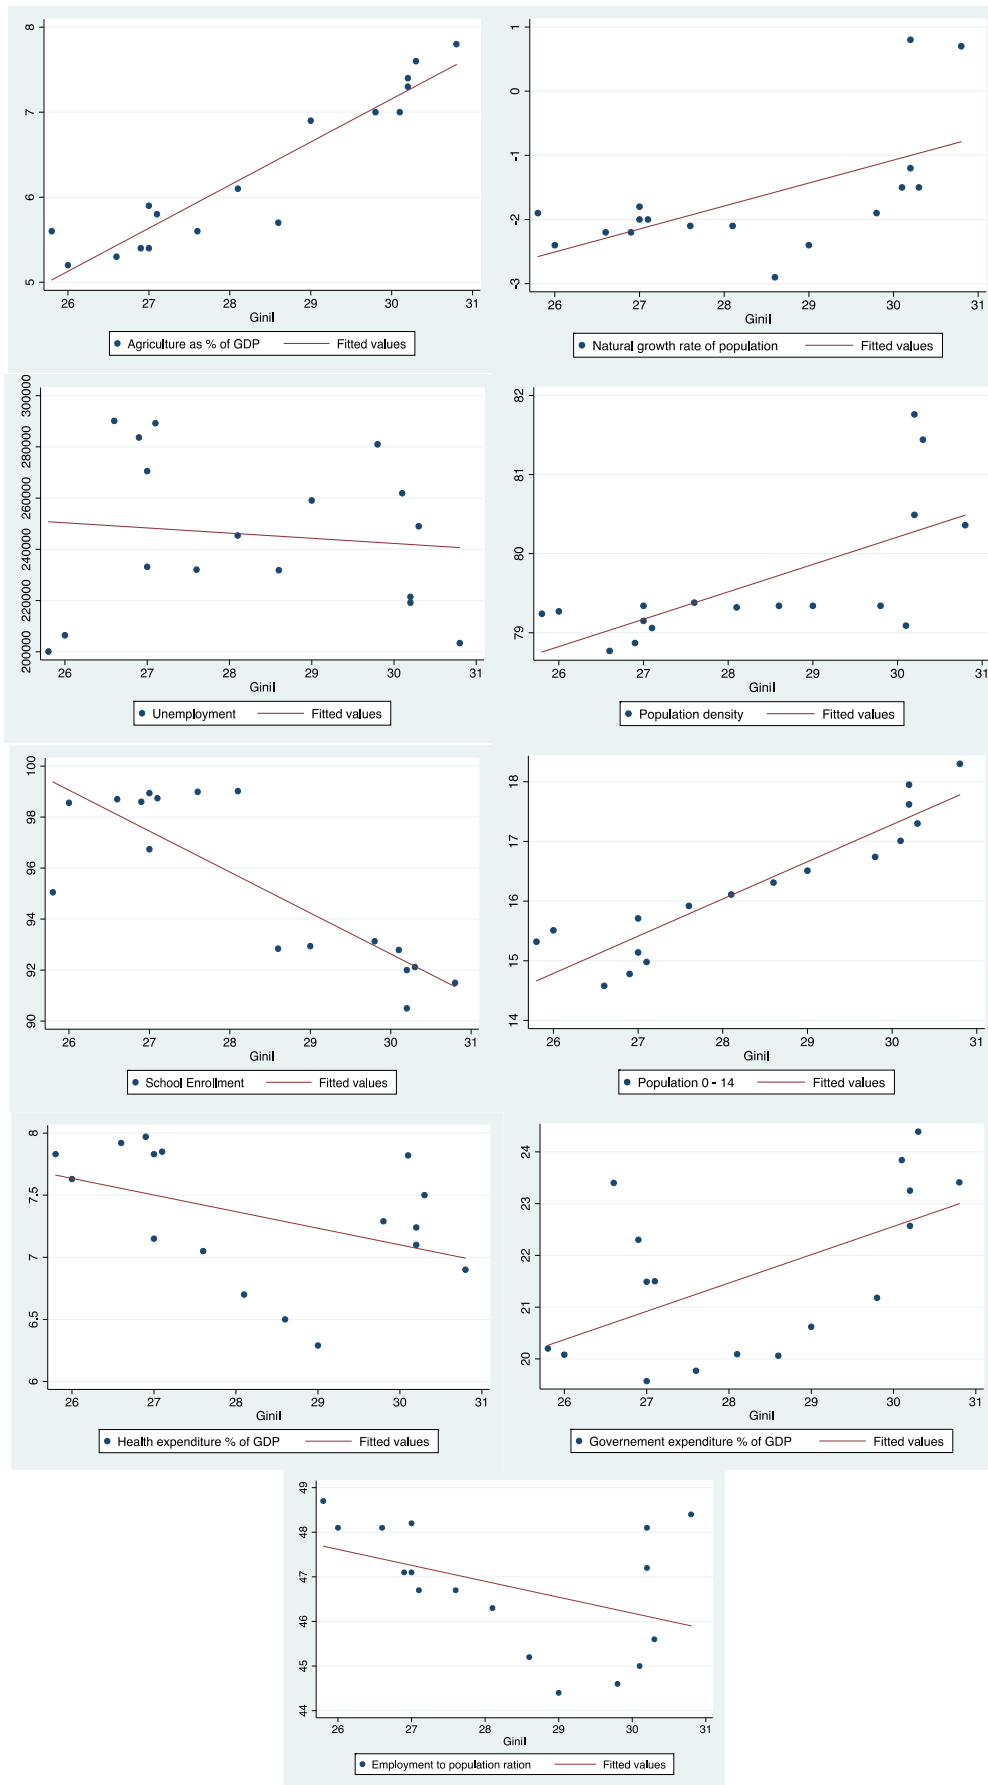 8
7
6
5
26 27 28 29 30 31
Ginil
Agriculture as % of GDP Fitted values
1
0
-1
-2
-3
26 27 28 29 30 31
Ginil
Natural growth rate of population Fitted values
300000
280000
260000
240000
220000
200000
26 27 28 29 30 31
Ginil
Unemployment Fitted values
82
81
80
79
26 27 28 29 30 31
Ginil
Population density Fitted values
100
98
96
94
92
90
26 27 28 29 30 31
Ginil
School Enrollment Fitted values
18
17
16
15
14
26 27 28 29 30 31
Ginil
Population 0 - 14 Fitted values
8
7.5
7
6.5
6
26 27 28 29 30 31
Ginil
Health expenditure % of GDP Fitted values
24
23
22
21
20
26 27 28 29 30 31
Ginil
Governement expenditure % of GDP Fitted values
49
48
47
46
45
44
26 27 28 29 30 31
Ginil
Employment to population ration Fitted values